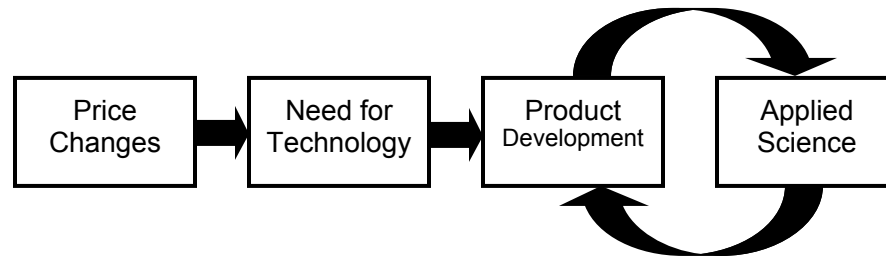 Price
Changes
Need for
Technology
Product
Development
Applied
Science